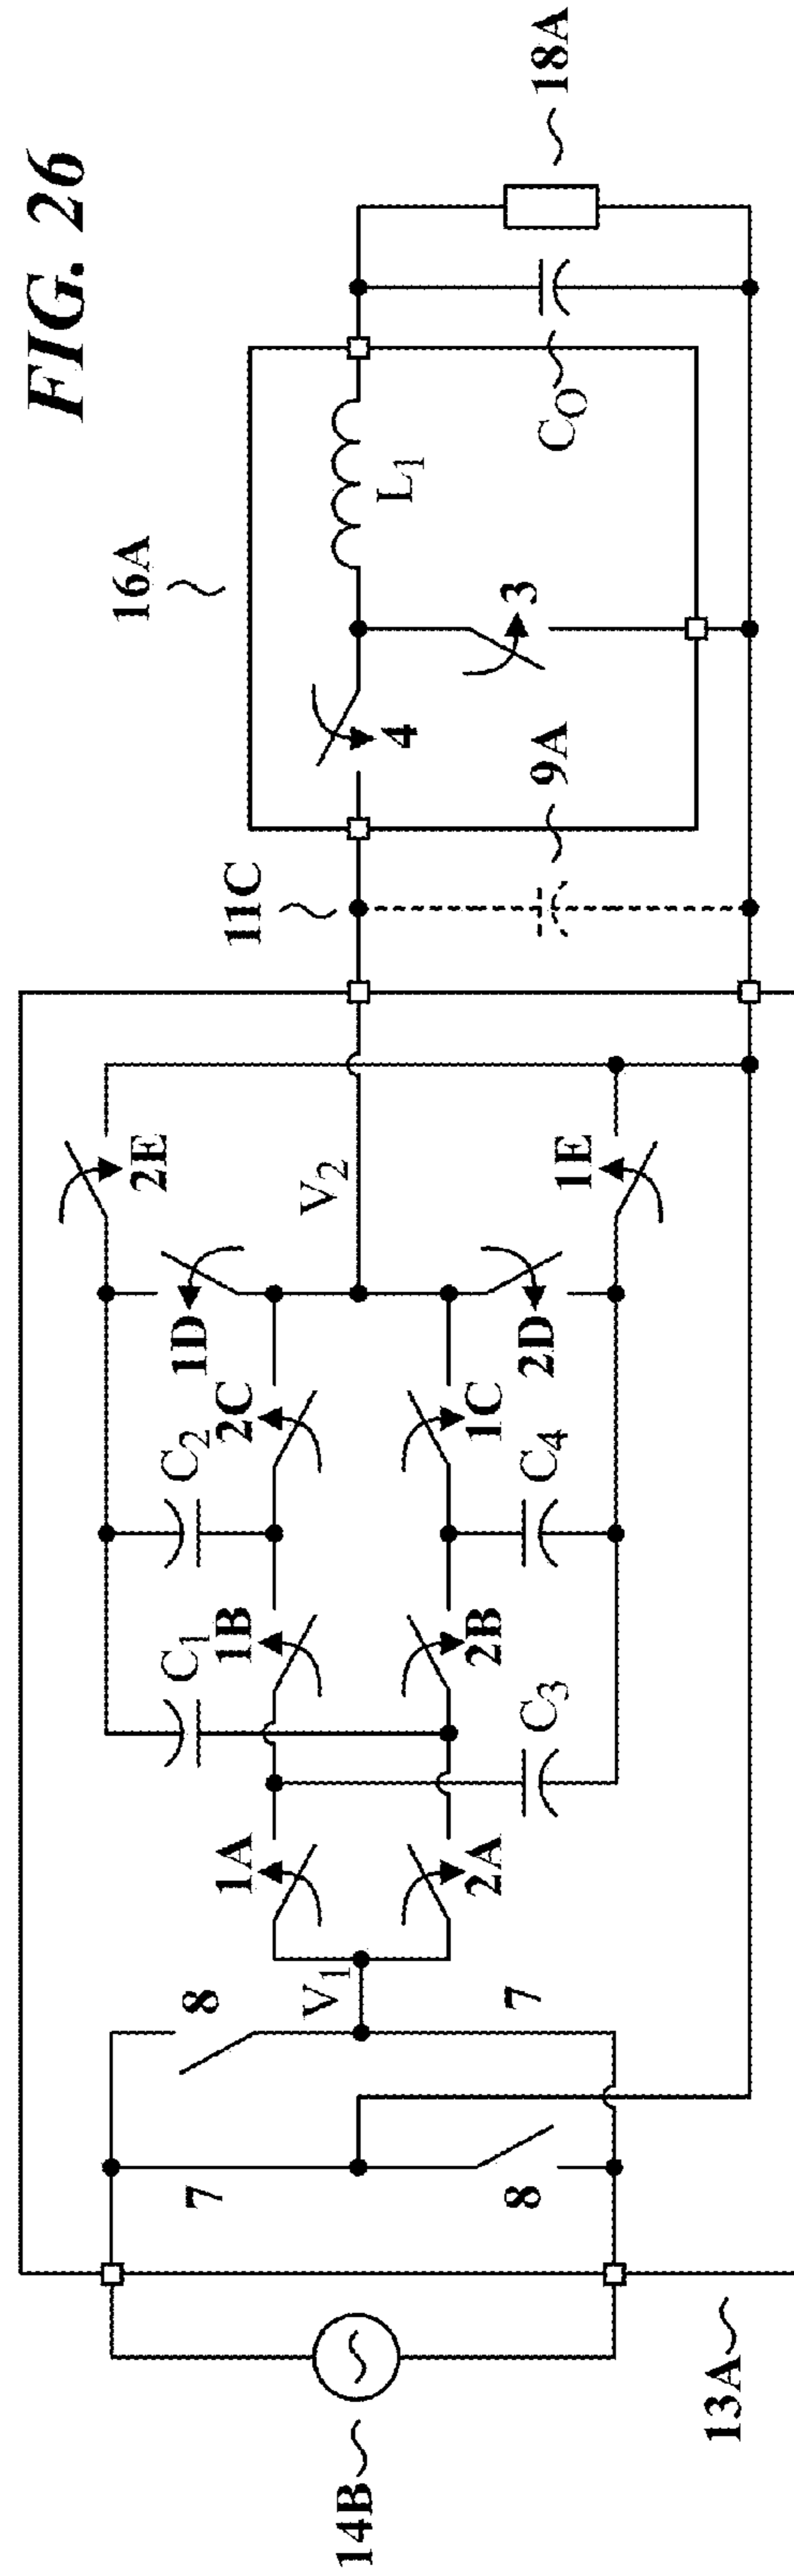 FIG. 26
16A
18A
11C
4
L₁
3
9A
C_O
2E
1D
V₂
2C
C₂
1B
C₁
1A
8
V₁
7
1E
2D
1C
C₄
2B
C₃
2A
7
8
14B
13A